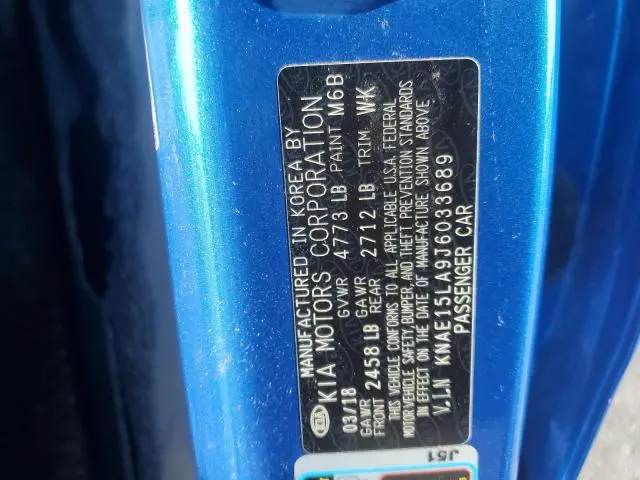 MANUFACTURED IN KOREA BY
KIA KIA MOTORS CORPORATION
03/18 GVWR 4773 LB PAINT M6B
GAWR FRONT 2458 LB GAWR REAR 2712 LB TRIM WK
THIS VEHICLE CONFORMS TO ALL APPLICABLE U.S.A. FEDERAL
MOTOR VEHICLE SAFETY, BUMPER, AND THEFT PREVENTION STANDARDS
IN EFFECT ON THE DATE OF MANUFACTURE SHOWN ABOVE
V.I.N KNAE15LA9J6033689
PASSENGER CAR
J51